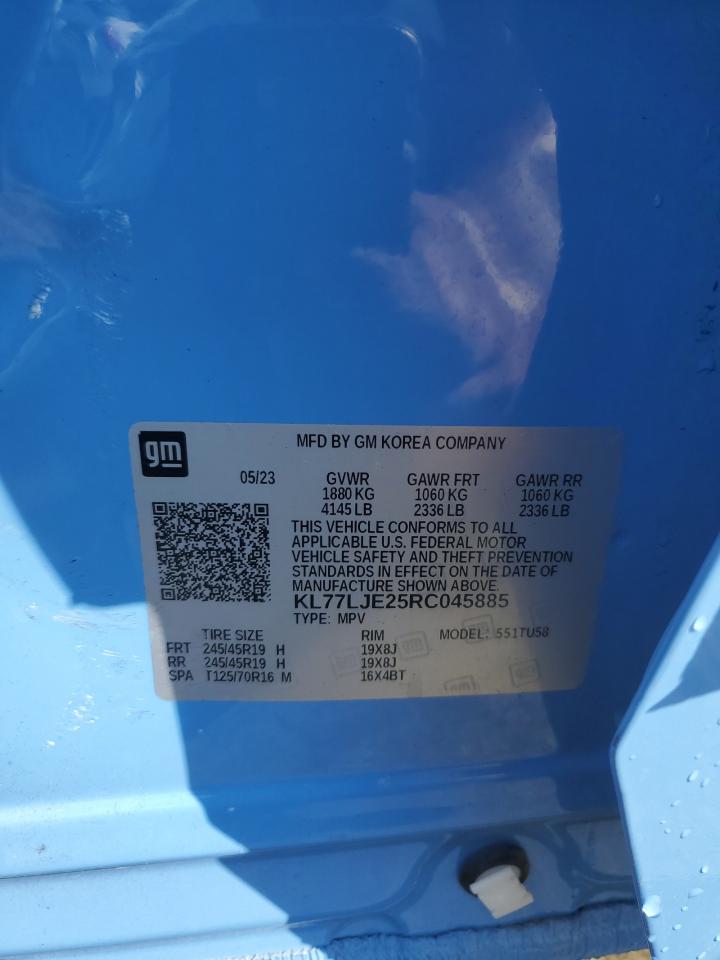 gm
MFD BY GM KOREA COMPANY
05/23 GVWR GAWR FRT GAWR RR
1880 KG 1060 KG 1060 KG
4145 LB 2336 LB 2336 LB
THIS VEHICLE CONFORMS TO ALL
APPLICABLE U.S. FEDERAL MOTOR
VEHICLE SAFETY AND THEFT PREVENTION
STANDARDS IN EFFECT ON THE DATE OF
MANUFACTURE SHOWN ABOVE.
KL77LJE25RC045885
TYPE: MPV
TIRE SIZE RIM MODEL: 551TU58
FRT 245/45R19 H 19X8J
RR 245/45R19 H 19X8J
SPA T125/70R16 M 16X4BT